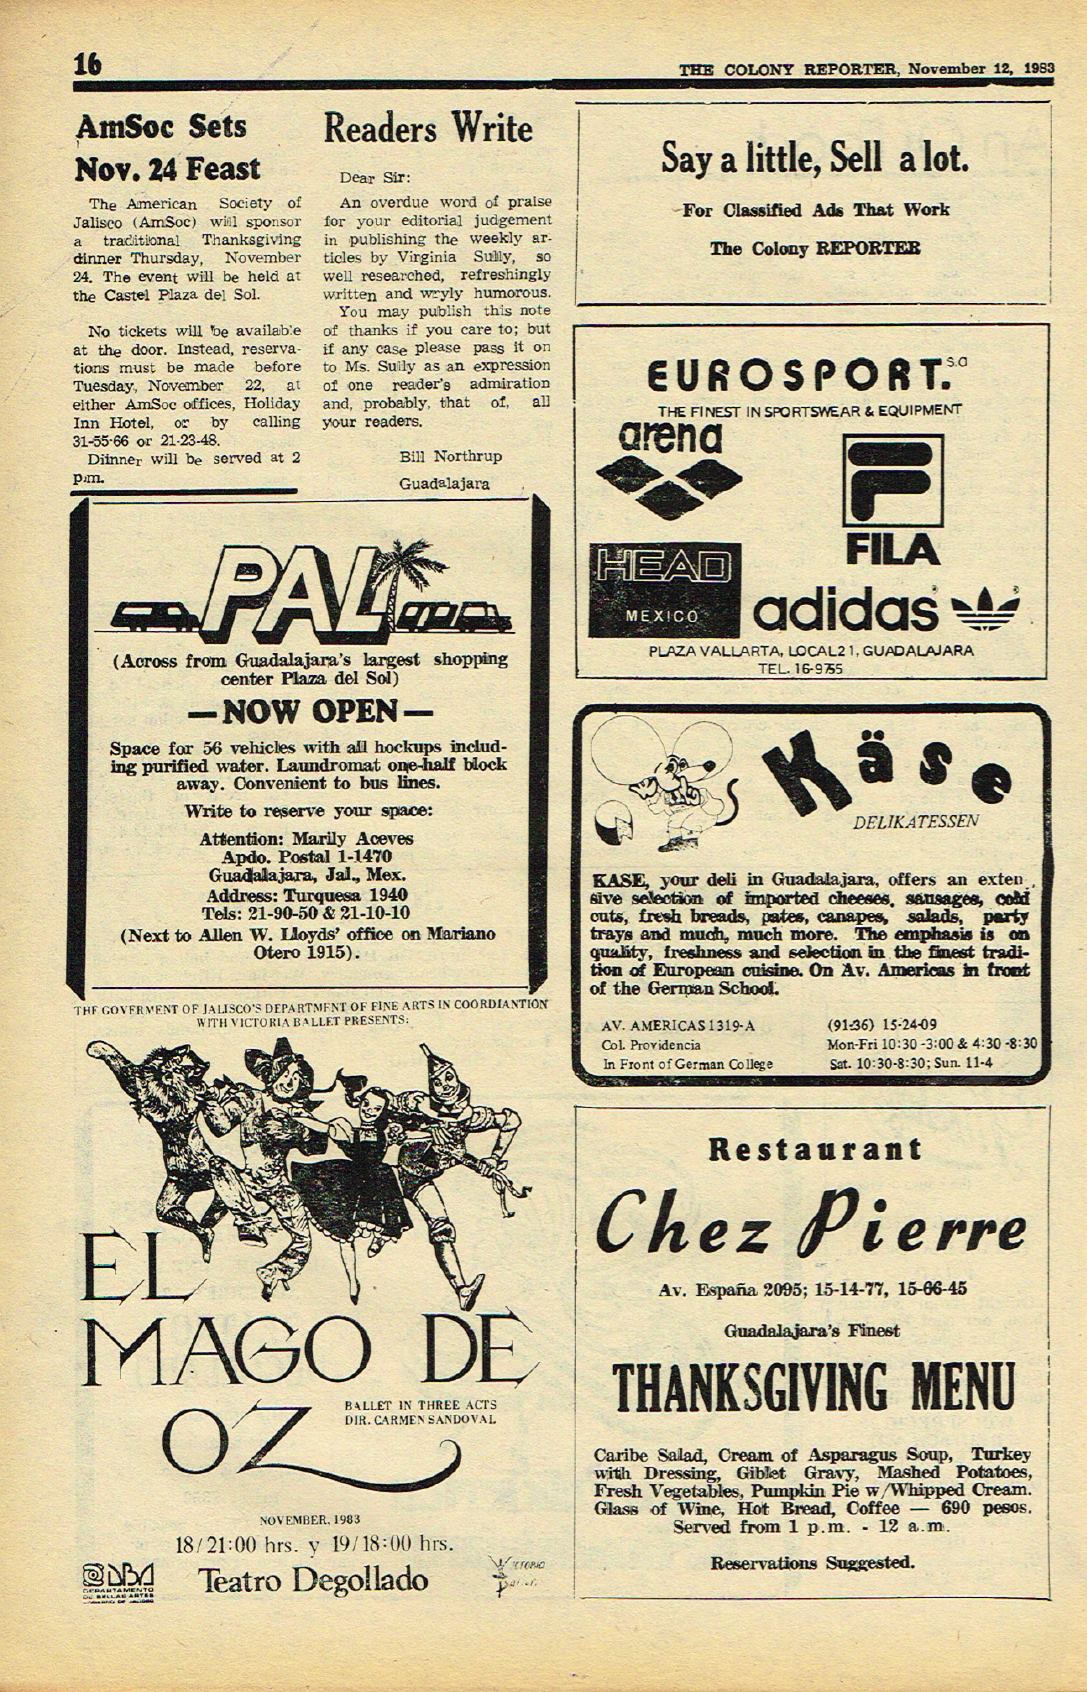 16
THE COLONY REPORTER, November 12, 1983
AmSoc Sets
Nov. 24 Feast
The American Society of
Jalisco (AmSoc) will sponsor
a traditional Thanksgiving
dinner Thursday, November
24. The event will be held at
the Castel Plaza del Sol.
No tickets will be available
at the door. Instead, reserva-
tions must be made before
Tuesday, November 22, at
either AmSoc offices, Holiday
Inn Hotel, or by calling
31-55-66 or 21-23-48.
Dinner will be served at 2
p.m.
Readers Write
Dear Sir:
An overdue word of praise
for your editorial judgement
in publishing the weekly ar-
ticles by Virginia Sully, so
well researched, refreshingly
written and wryly humorous.
You may publish this note
of thanks if you care to; but
if any case please pass it on
to Ms. Sully as an expression
of one reader's admiration
and, probably, that of, all
your readers.
Bill Northrup
Guadalajara
PAL
(Across from Guadalajara's largest shopping
center Plaza del Sol)
—NOW OPEN—
Space for 56 vehicles with all hockups includ-
ing purified water. Laundromat one-half block
away. Convenient to bus lines.
Write to reserve your space:
Attention: Marily Aceves
Apdo. Postal 1-1470
Guadalajara, Jal., Mex.
Address: Turquesa 1940
Tels: 21-90-50 & 21-10-10
(Next to Allen W. Lloyds' office on Mariano
Otero 1915).
THE GOVERMENT OF JALISCO'S DEPARTMENT OF FINE ARTS IN COORDIANTION
WITH VICTORIA BALLET PRESENTS:
EL
MAGO DE
OZ
BALLET IN THREE ACTS
DIR. CARMEN SANDOVAL
NOVEMBER, 1983
18/21:00 hrs. y 19/18:00 hrs.
Teatro Degollado
DBA
DEPARTAMENTO
DE BELLAS ARTES
GOBIERNO DE JALISCO
Say a little, Sell a lot.
For Classified Ads That Work
The Colony REPORTER
EUROSPORT. s.a
THE FINEST IN SPORTSWEAR & EQUIPMENT
arena
FILA
HEAD
MEXICO
adidas
PLAZA VALLARTA, LOCAL 21, GUADALAJARA
TEL. 16-9755
Käse
DELIKATESSEN
KASE, your deli in Guadalajara, offers an exten
sive selection of imported cheeses, sausages, cold
cuts, fresh breads, pates, canapes, salads, party
trays and much, much more. The emphasis is on
quality, freshness and selection in the finest tradi-
tion of European cuisine. On Av. Americas in front
of the German School.
AV. AMERICAS 1319-A
Col. Providencia
In Front of German College
(91-36) 15-24-09
Mon-Fri 10:30 -3:00 & 4:30 -8:30
Sat. 10:30-8:30; Sun. 11-4
Restaurant
Chez Pierre
Av. España 2095; 15-14-77, 15-66-45
Guadalajara's Finest
THANKSGIVING MENU
Caribe Salad, Cream of Asparagus Soup, Turkey
with Dressing, Giblet Gravy, Mashed Potatoes,
Fresh Vegetables, Pumpkin Pie w/Whipped Cream.
Glass of Wine, Hot Bread, Coffee — 690 pesos.
Served from 1 p.m. - 12 a.m.
Reservations Suggested.